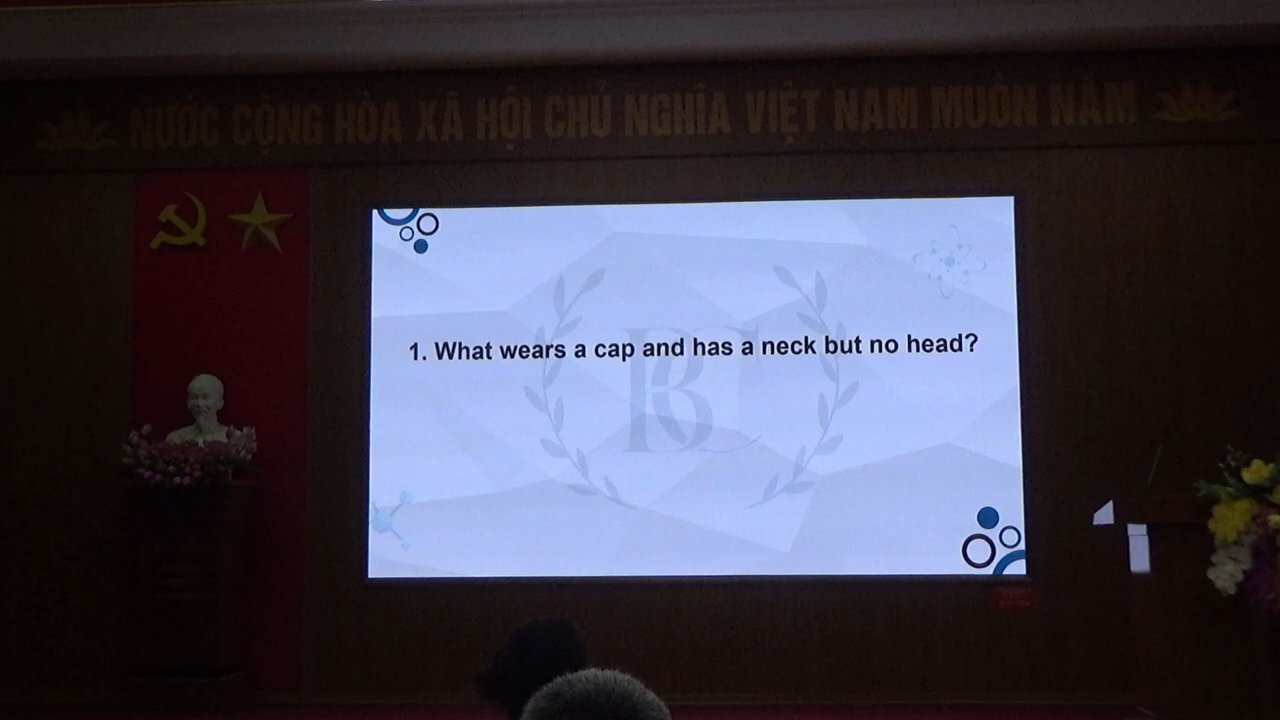 NƯỚC CỘNG HÒA XÃ HỘI CHỦ NGHĨA VIỆT NAM MUÔN NĂM
1. What wears a cap and has a neck but no head?